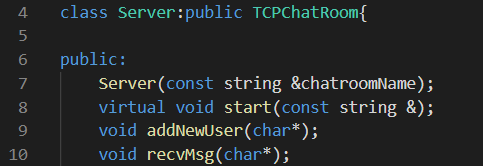 4 class Server:public TCPChatRoom{
5
6 public:
7 Server(const string &chatroomName);
8 virtual void start(const string &);
9 void addNewUser(char*);
10 void recvMsg(char*);